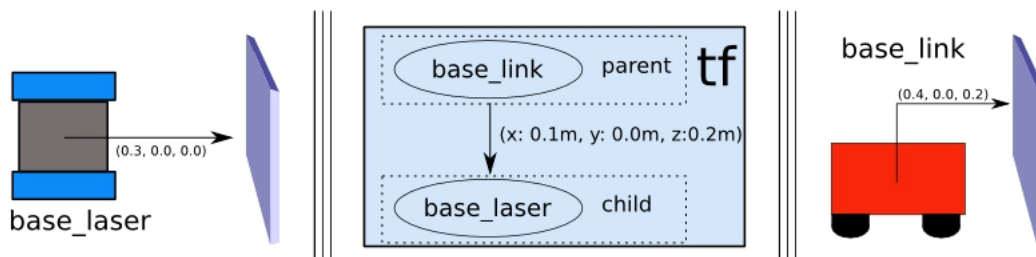 (0.3, 0.0, 0.0)
base_laser
base_link
parent
tf
(x: 0.1m, y: 0.0m, z:0.2m)
base_laser
child
base_link
(0.4, 0.0, 0.2)